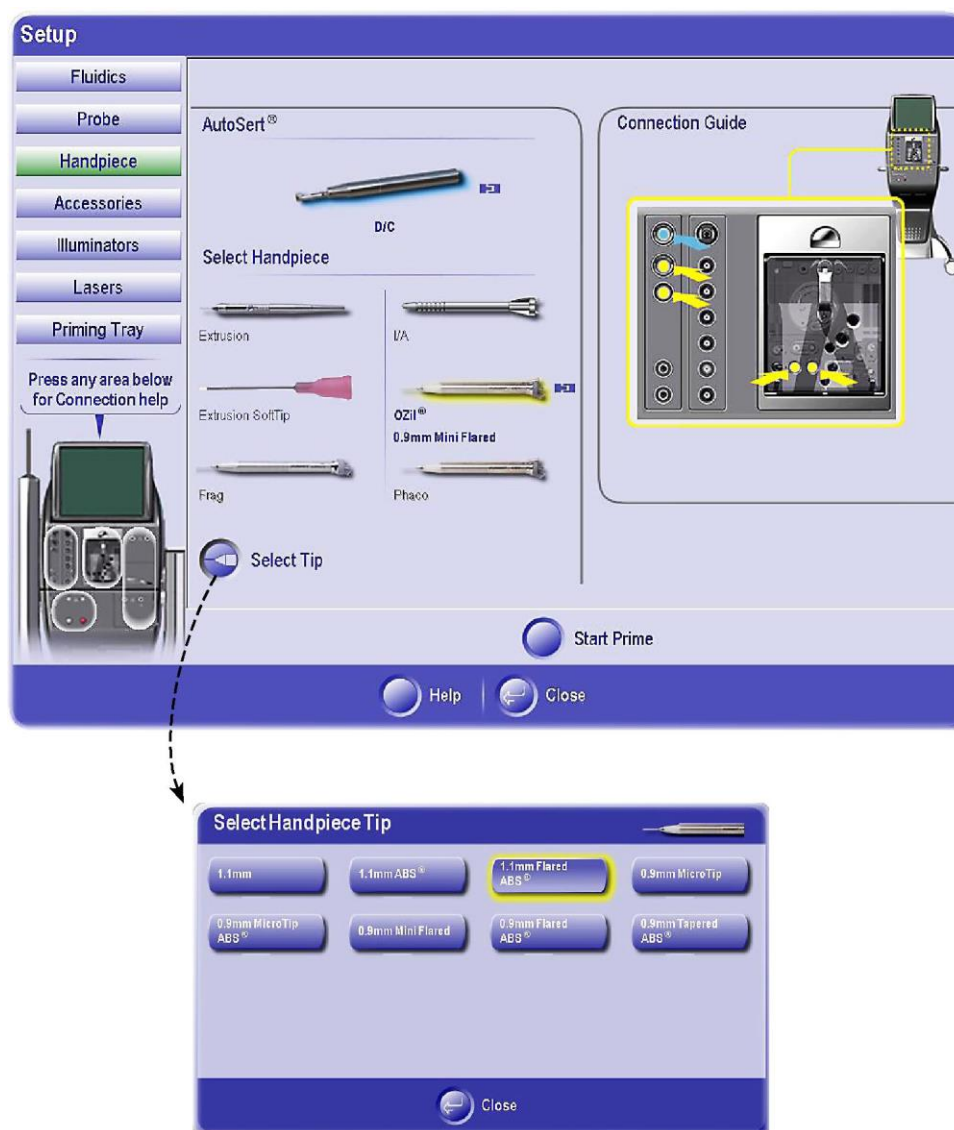 Setup
Fluidics
Probe
Handpiece
Accessories
Illuminators
Lasers
Priming Tray
Press any area below
for Connection help
AutoSert®
D/C
Select Handpiece
Extrusion
I/A
Extrusion SoftTip
OZil®
0.9mm Mini Flared
Frag
Phaco
Select Tip
Connection Guide
Start Prime
Help
Close
Select Handpiece Tip
1.1mm
1.1mm ABS®
1.1mm Flared
ABS®
0.9mm MicroTip
0.9mm MicroTip
ABS®
0.9mm Mini Flared
0.9mm Flared
ABS®
0.9mm Tapered
ABS®
Close